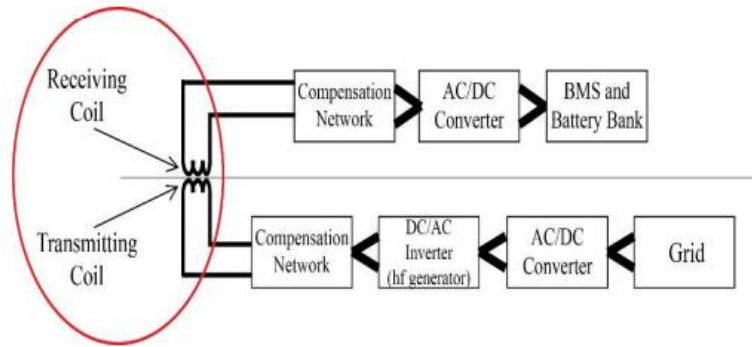 Receiving
Coil
Compensation
Network
AC/DC
Converter
BMS and
Battery Bank
Transmitting
Coil
Compensation
Network
DC/AC
Inverter
(hf generator)
AC/DC
Converter
Grid